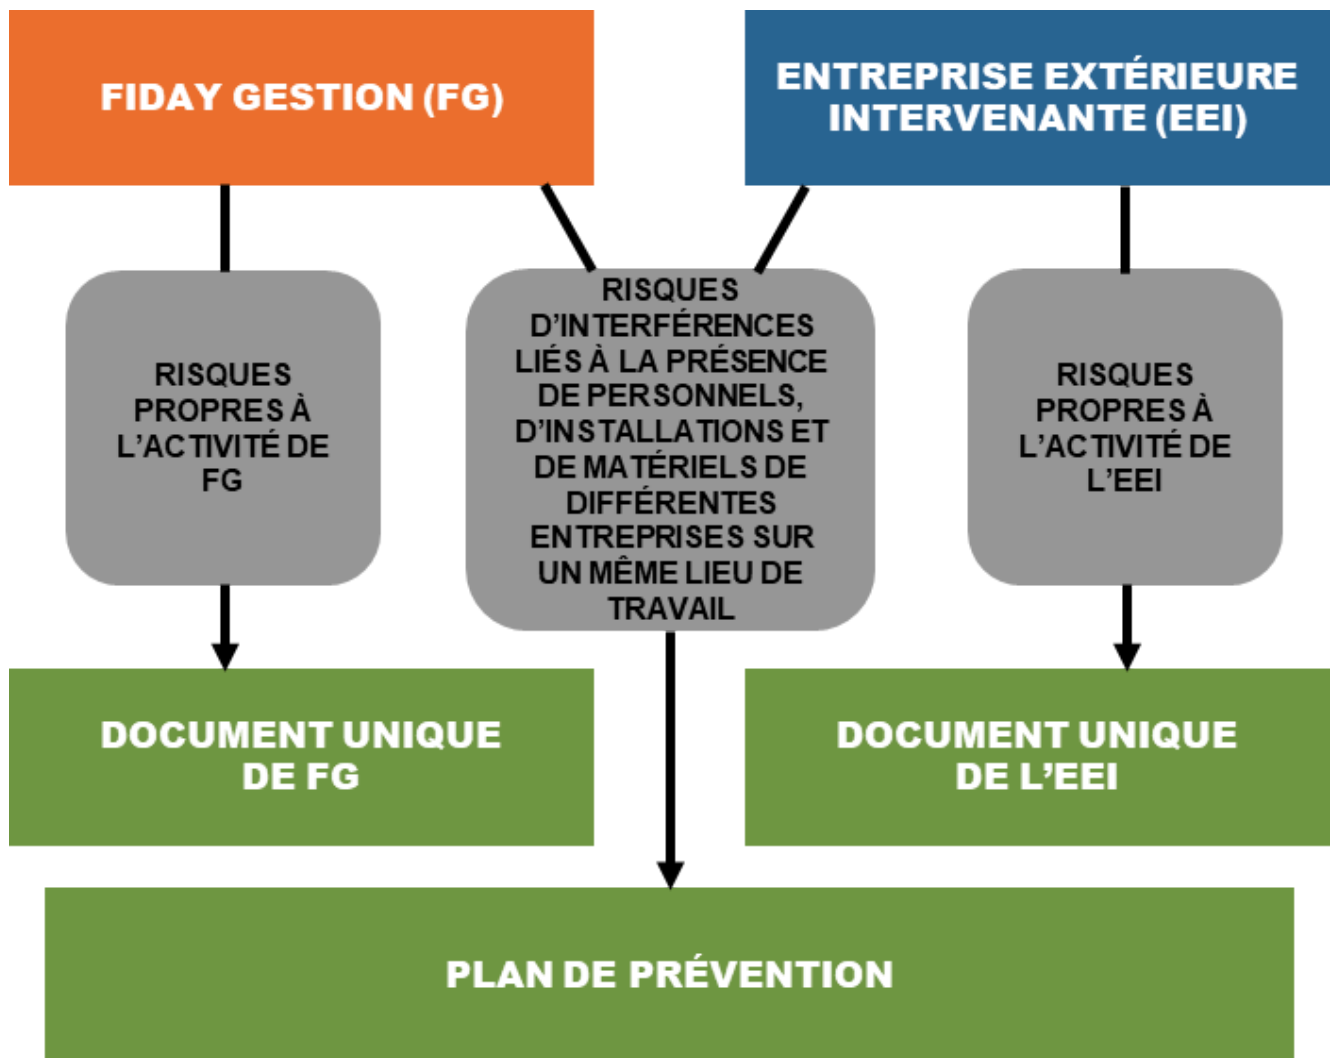 FIDAY GESTION (FG)
ENTREPRISE EXTÉRIEURE
INTERVENANTE (EEI)
RISQUES
PROPRES À
L’ACTIVITÉ DE
FG
RISQUES
D’INTERFÉRENCES
LIÉS À LA PRÉSENCE
DE PERSONNELS,
D’INSTALLATIONS ET
DE MATÉRIELS DE
DIFFÉRENTES
ENTREPRISES SUR
UN MÊME LIEU DE
TRAVAIL
RISQUES
PROPRES À
L’ACTIVITÉ DE
L’EEI
DOCUMENT UNIQUE
DE FG
DOCUMENT UNIQUE
DE L’EEI
PLAN DE PRÉVENTION